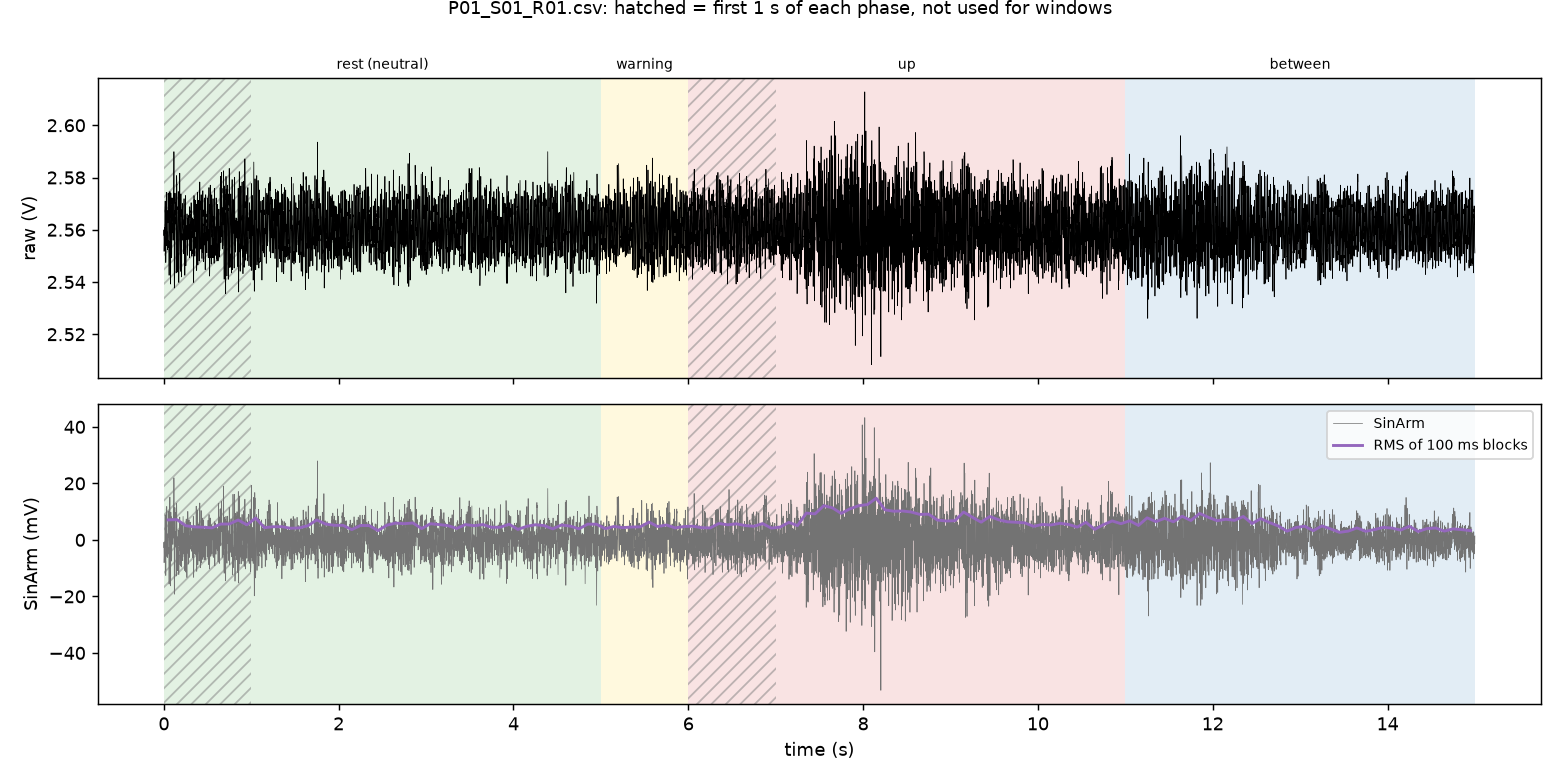 P01_S01_R01.csv: hatched = first 1 s of each phase, not used for windows
rest (neutral) warning up between
2.60
2.58
2.56
2.54
2.52
raw (V)
40
20
0
−20
−40
SinArm (mV)
SinArm
RMS of 100 ms blocks
0 2 4 6 8 10 12 14
time (s)